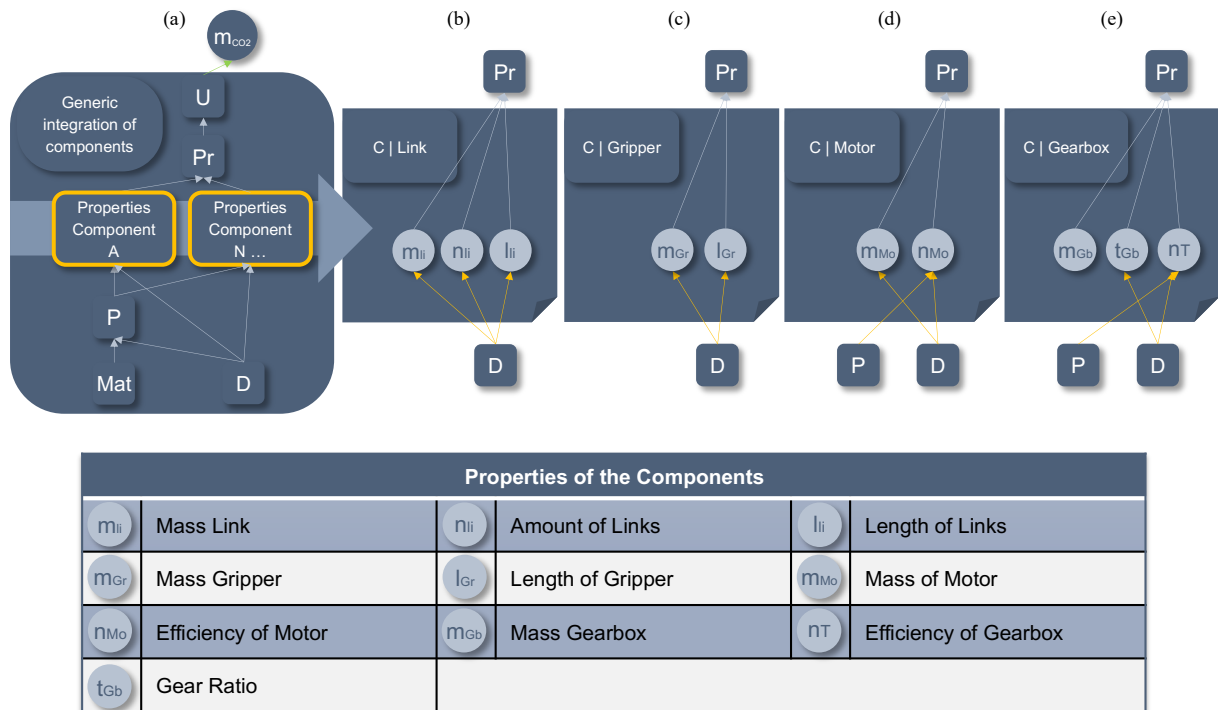 (a)
(b)
(c)
(d)
(e)
mCO2
Generic
integration of
components
U
Pr
Properties
Component
A
Properties
Component
N ...
P
Mat
D
Pr
C | Link
mli
nli
lli
D
Pr
C | Gripper
mGr
lGr
D
Pr
C | Motor
mMo
nMo
P
D
Pr
C | Gearbox
mGb
tGb
nT
P
D
Properties of the Components
mli Mass Link nli Amount of Links lli Length of Links
mGr Mass Gripper lGr Length of Gripper mMo Mass of Motor
nMo Efficiency of Motor mGb Mass Gearbox nT Efficiency of Gearbox
tGb Gear Ratio